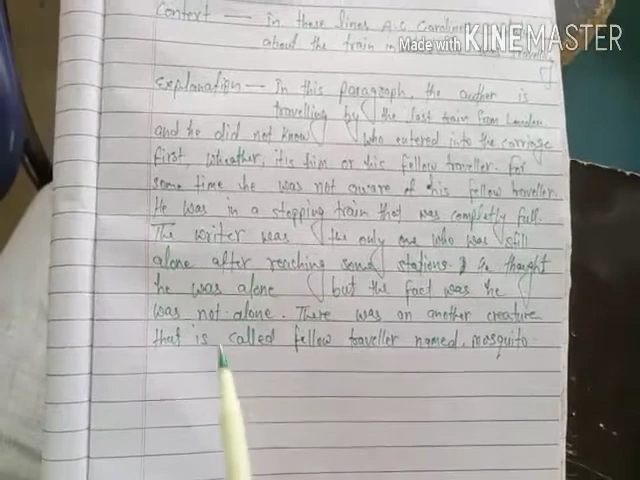 Context — In these lines A.C Gardiner
about the train in
Made with KINEMASTER
Explanation — In this paragraph, the author is
travelling by the last train from London
and he did not know who entered into the carriage
first, wheather, it is him or his fellow traveller. For
some time he was not aware of his fellow traveller.
He was in a stopping train that was completly full.
The writer was the only one who was still
alone after reaching some stations. He thought
he was alone but the fact was he
was not alone. There was on another creature
that is called fellow traveller named, mosquito